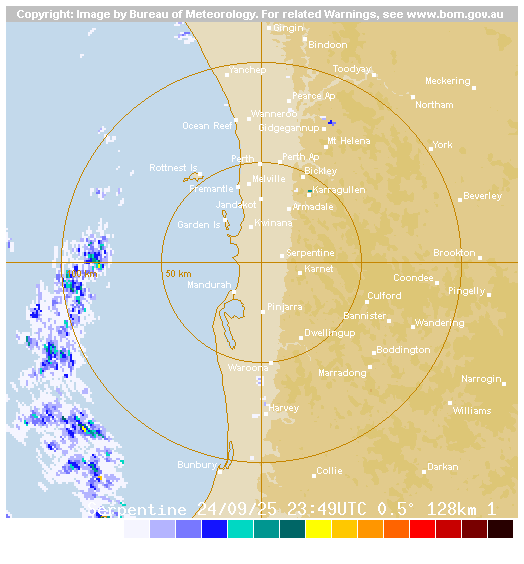 Copyright: Image by Bureau of Meteorology. For related Warnings, see www.bom.gov.au
Gingin
Bindoon
Yanchep
Toodyay
Meckering
Pearce Ap
Northam
Wanneroo
Ocean Reef
Gidgegannup
Mt Helena
York
Perth
Perth Ap
Rottnest Is
Bickley
Melville
Fremantle
Karragullen
Beverley
Jandakot
Armadale
Garden Is
Kwinana
Serpentine
Brookton
50 km
Karnet
Coondee
Mandurah
Pingelly
Culford
Pinjarra
Bannister
Wandering
Dwellingup
Boddington
Waroona
Marradong
Narrogin
Harvey
Williams
Bunbury
Collie
Darkan
Serpentine 24/09/25 23:49UTC 0.5° 128km 1